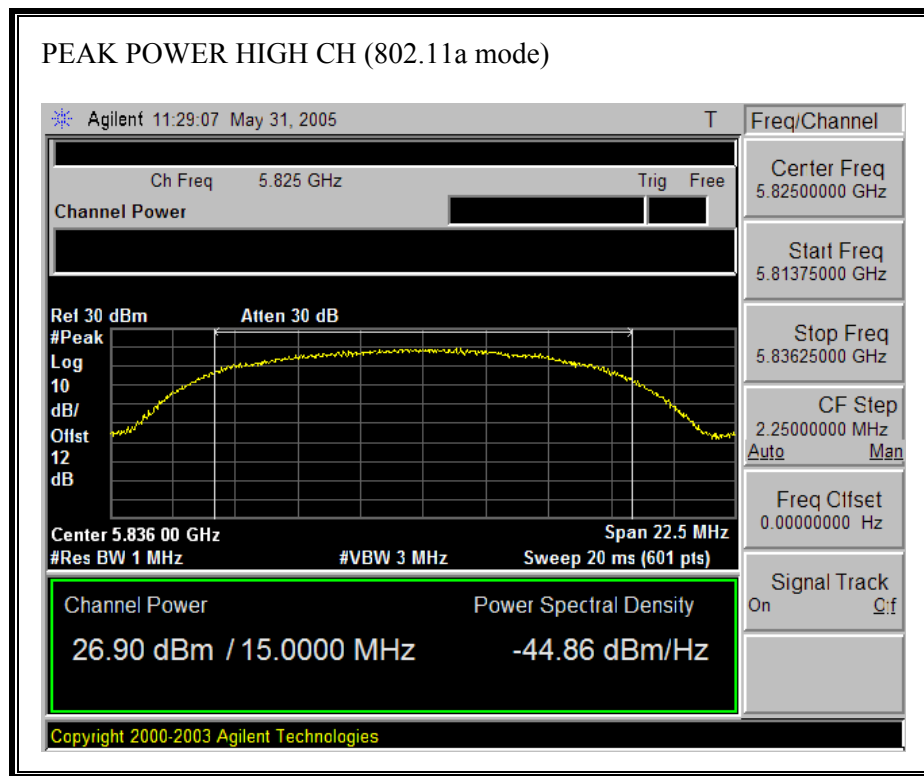 PEAK POWER HIGH CH (802.11a mode)
Agilent 11:29:07 May 31, 2005 T
Freq/Channel
Ch Freq 5.825 GHz Trig Free
Channel Power
Center Freq
5.82500000 GHz
Start Freq
5.81375000 GHz
Stop Freq
5.83625000 GHz
CF Step
2.25000000 MHz
Auto Man
Freq Offset
0.00000000 Hz
Signal Track
On Off
Ref 30 dBm Atten 30 dB
#Peak
Log
10
dB/
Offst
12
dB
Center 5.836 00 GHz Span 22.5 MHz
#Res BW 1 MHz #VBW 3 MHz Sweep 20 ms (601 pts)
Channel Power Power Spectral Density
26.90 dBm / 15.0000 MHz -44.86 dBm/Hz
Copyright 2000-2003 Agilent Technologies